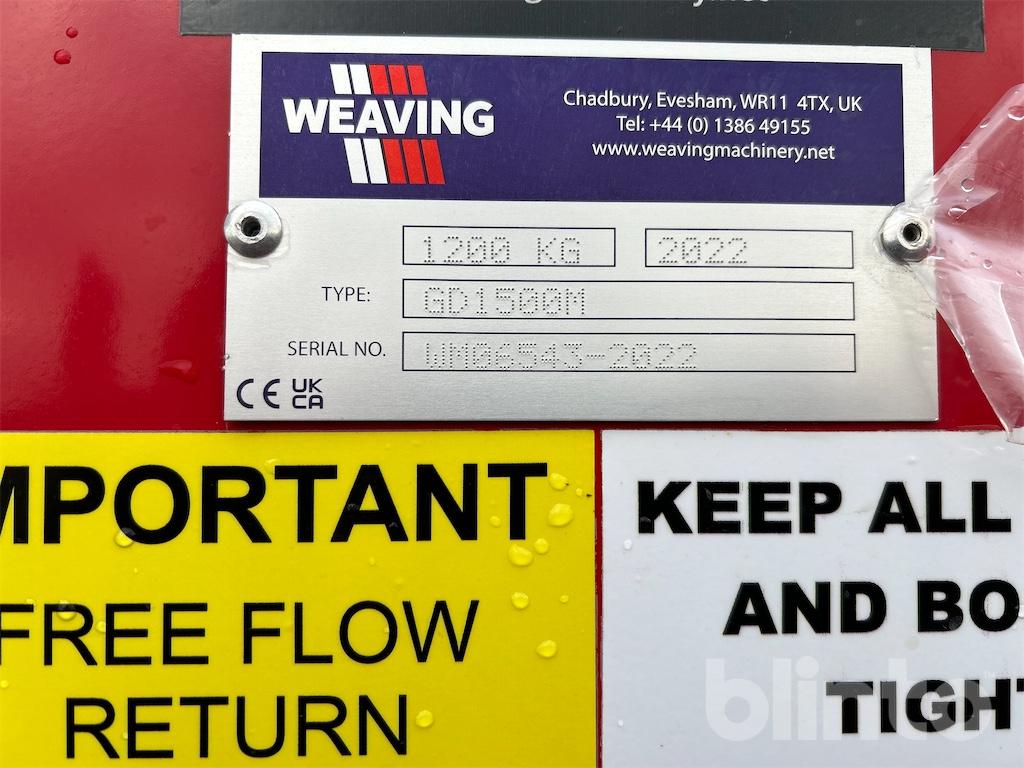 WEAVING
Chadbury, Evesham, WR11 4TX, UK
Tel: +44 (0) 1386 49155
www.weavingmachinery.net
1200 KG 2022
TYPE: GD1500M
SERIAL NO. WM06543-2022
CE UK
CA
MPORTANT
FREE FLOW
RETURN
KEEP ALL
AND BO
TIGHT
blinto